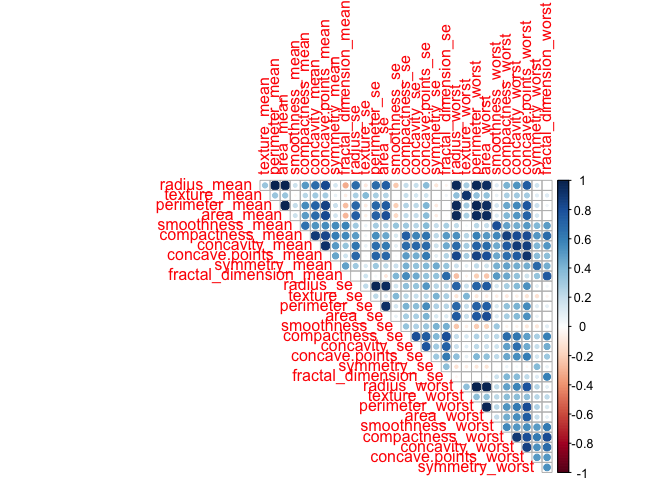 texture_mean
perimeter_mean
area_mean
smoothness_mean
compactness_mean
concavity_mean
concave.points_mean
symmetry_mean
fractal_dimension_mean
radius_se
texture_se
perimeter_se
area_se
smoothness_se
compactness_se
concavity_se
concave.points_se
symmetry_se
fractal_dimension_se
radius_worst
texture_worst
perimeter_worst
area_worst
smoothness_worst
compactness_worst
concavity_worst
concave.points_worst
symmetry_worst
fractal_dimension_worst
radius_mean
texture_mean
perimeter_mean
area_mean
smoothness_mean
compactness_mean
concavity_mean
concave.points_mean
symmetry_mean
fractal_dimension_mean
radius_se
texture_se
perimeter_se
area_se
smoothness_se
compactness_se
concavity_se
concave.points_se
symmetry_se
fractal_dimension_se
radius_worst
texture_worst
perimeter_worst
area_worst
smoothness_worst
compactness_worst
concavity_worst
concave.points_worst
symmetry_worst
1
0.8
0.6
0.4
0.2
0
-0.2
-0.4
-0.6
-0.8
-1